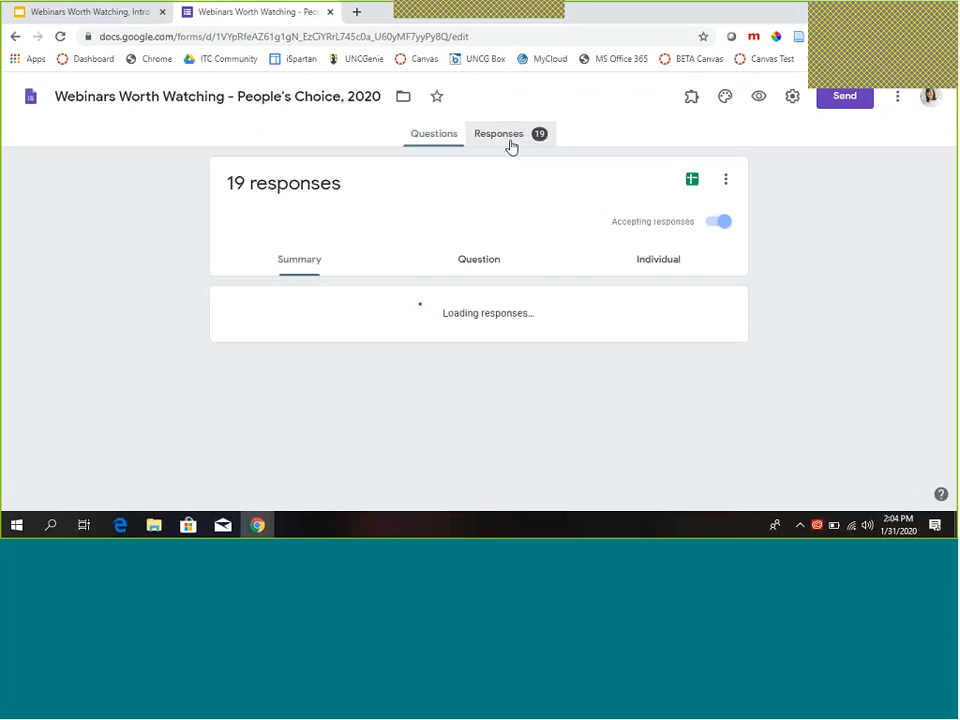 Webinars Worth Watching, Intro
Webinars Worth Watching - Peo
docs.google.com/forms/d/1VYpRfeAZ61g1gN_EzCiYRrL745c0a_U60yMF7yyPy8Q/edit
Apps Dashboard Chrome ITC Community iSpartan UNCGenie Canvas UNCG Box MyCloud MS Office 365 BETA Canvas Canvas Test
Webinars Worth Watching - People's Choice, 2020
Send
Questions Responses 19
19 responses
Accepting responses
Summary Question Individual
Loading responses...
2:04 PM
1/31/2020